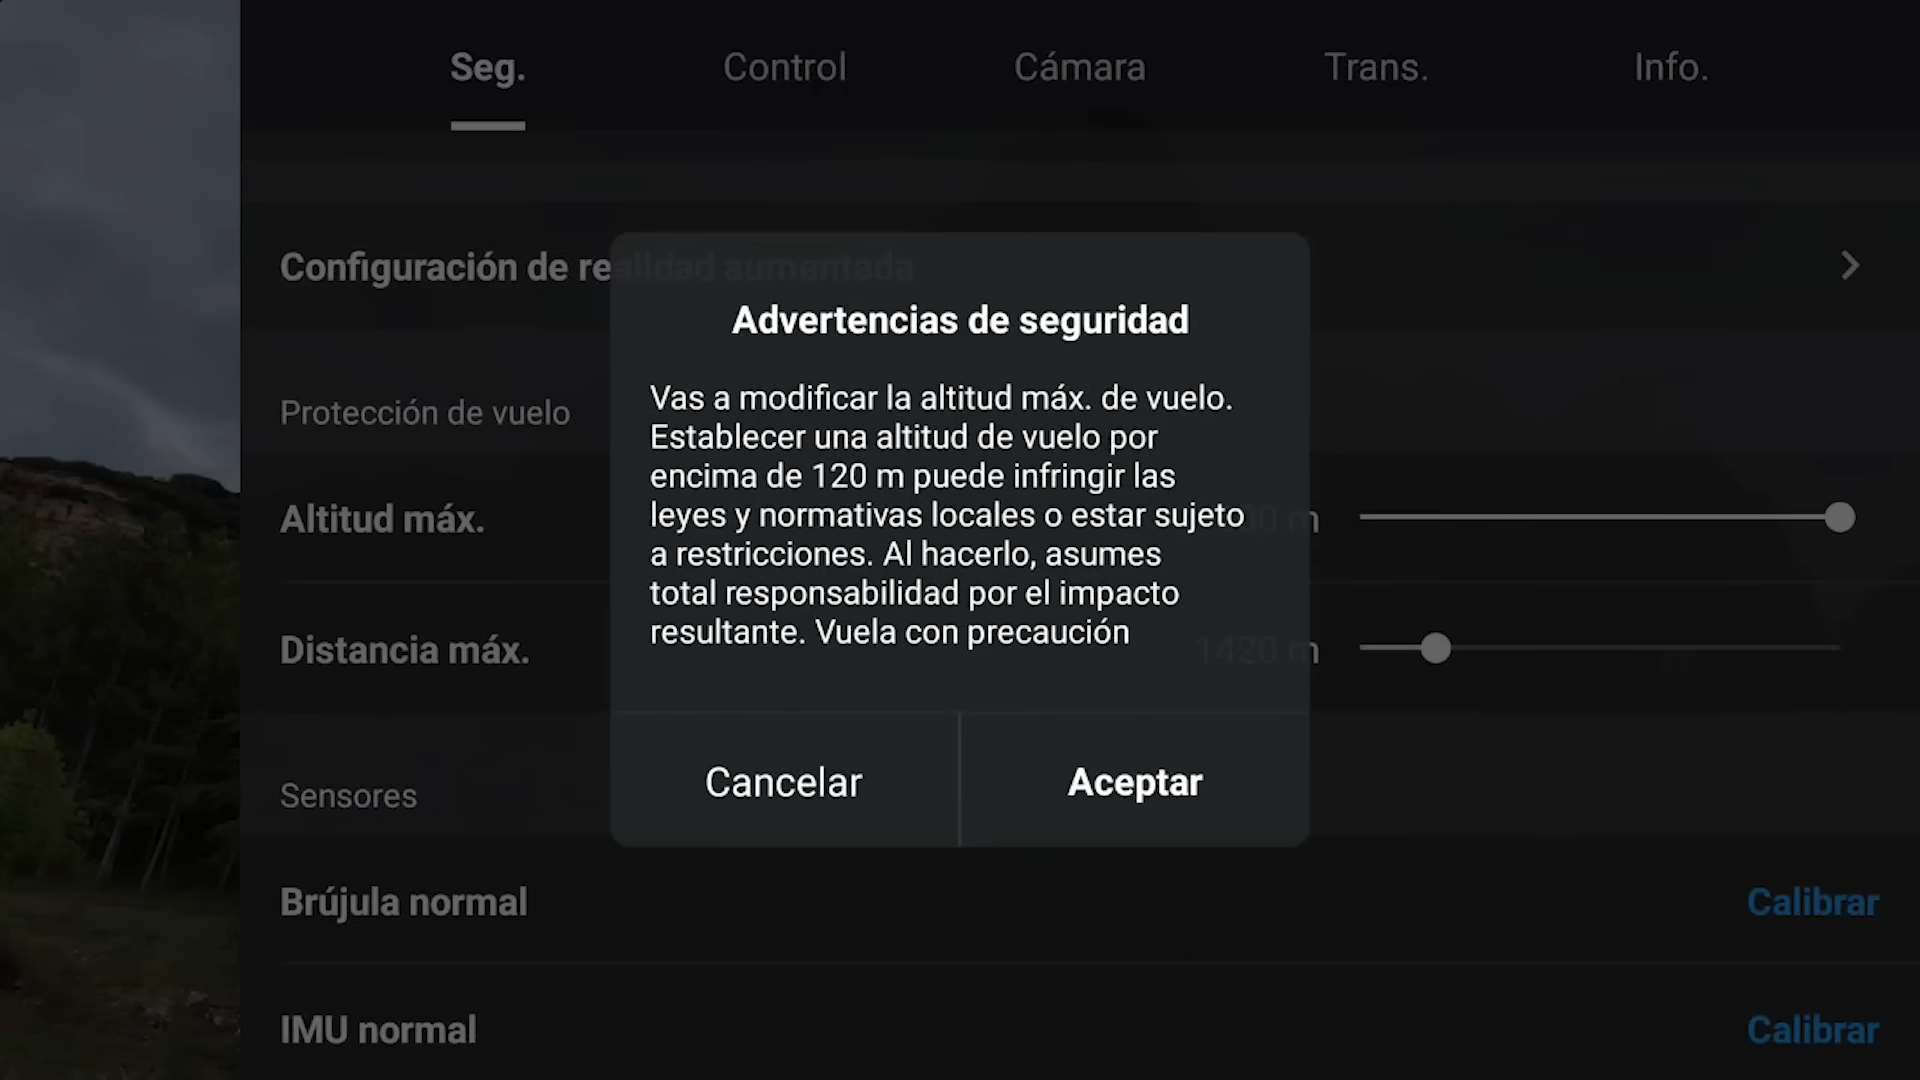 Seg.
Control
Cámara
Trans.
Info.
Configuración de realidad aumentada
Advertencias de seguridad
Vas a modificar la altitud máx. de vuelo.
Establecer una altitud de vuelo por
encima de 120 m puede infringir las
leyes y normativas locales o estar sujeto
a restricciones. Al hacerlo, asumes
total responsabilidad por el impacto
resultante. Vuela con precaución
Cancelar
Aceptar
Protección de vuelo
Altitud máx.
m
Distancia máx.
1420 m
Sensores
Brújula normal
Calibrar
IMU normal
Calibrar